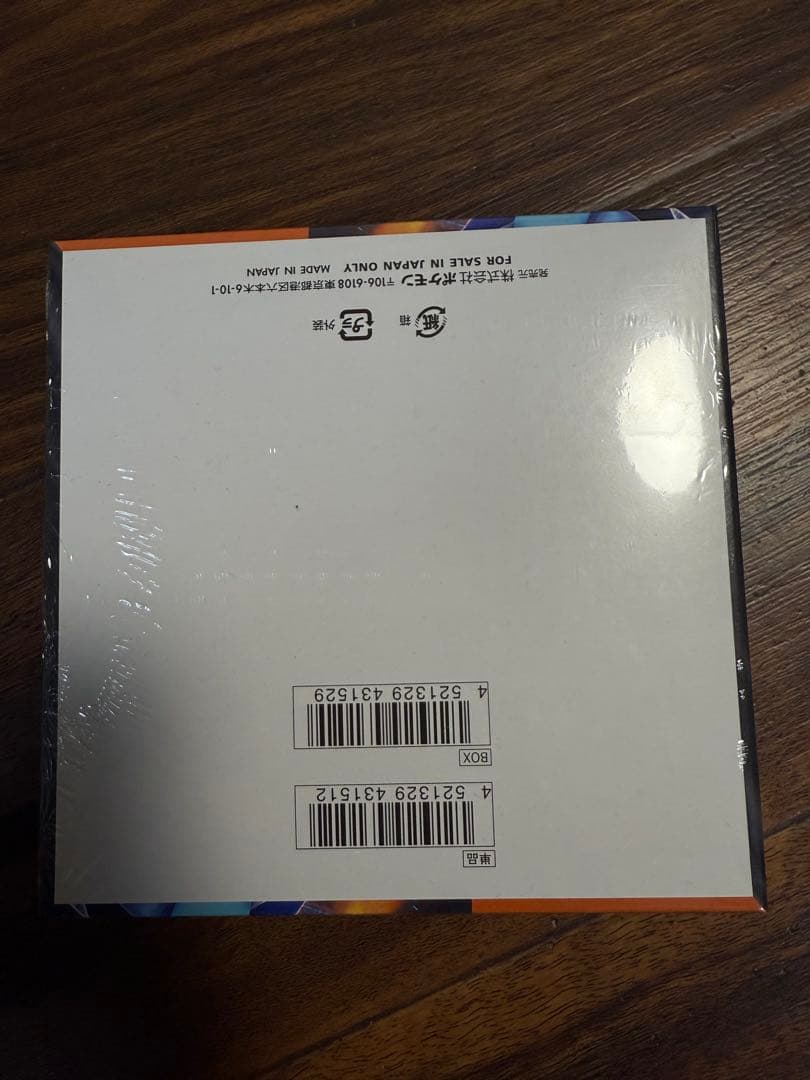 単品
4 521329 431512
BOX
4 521329 431529
紙 箱
プラ 外装
発売元 株式会社ポケモン 〒106-6108 東京都港区六本木6-10-1
FOR SALE IN JAPAN ONLY MADE IN JAPAN